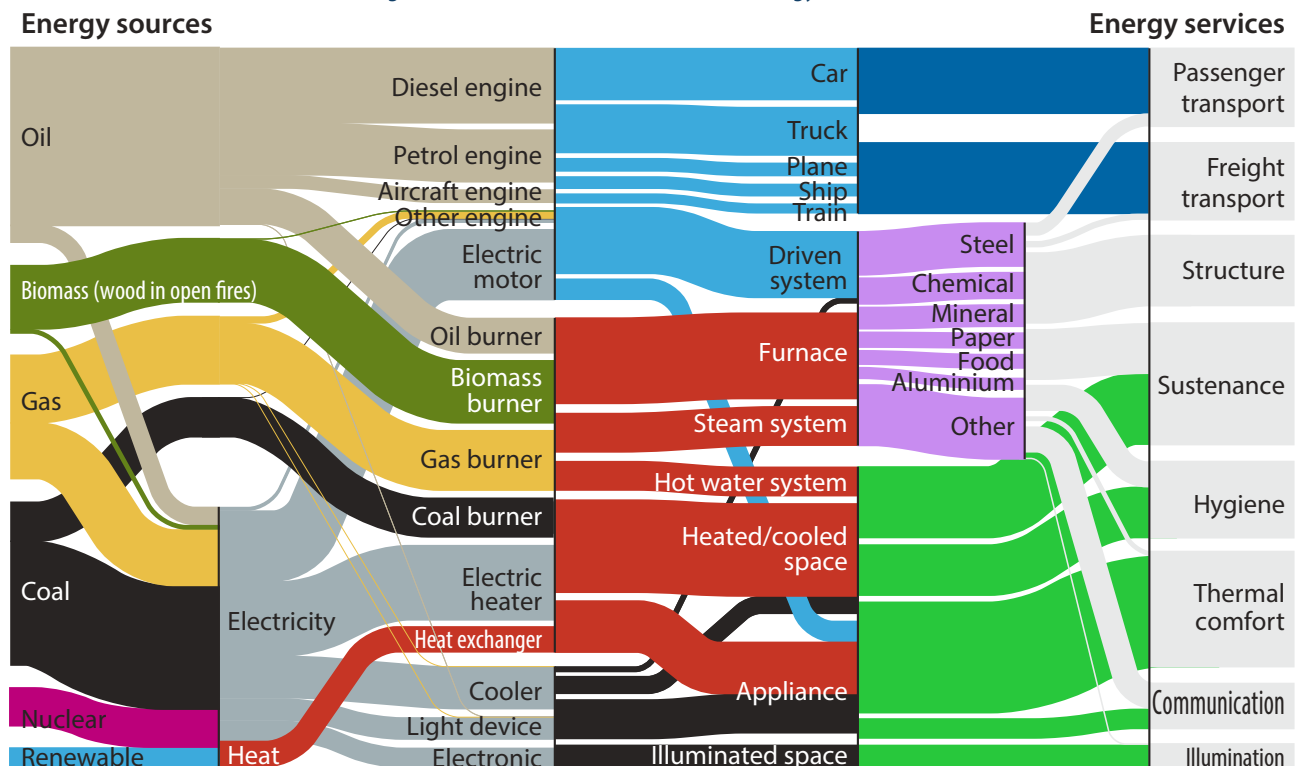 Energy sources
Energy services
Oil
Biomass (wood in open fires)
Gas
Coal
Nuclear
Renewable
Electricity
Heat
Diesel engine
Petrol engine
Aircraft engine
Other engine
Electric
motor
Oil burner
Biomass
burner
Gas burner
Coal burner
Electric
heater
Heat exchanger
Cooler
Light device
Electronic
Car
Truck
Plane
Ship
Train
Driven
system
Furnace
Steam system
Hot water system
Heated/cooled
space
Appliance
Illuminated space
Steel
Chemical
Mineral
Paper
Food
Aluminium
Other
Passenger
transport
Freight
transport
Structure
Sustenance
Hygiene
Thermal
comfort
Communication
Illumination